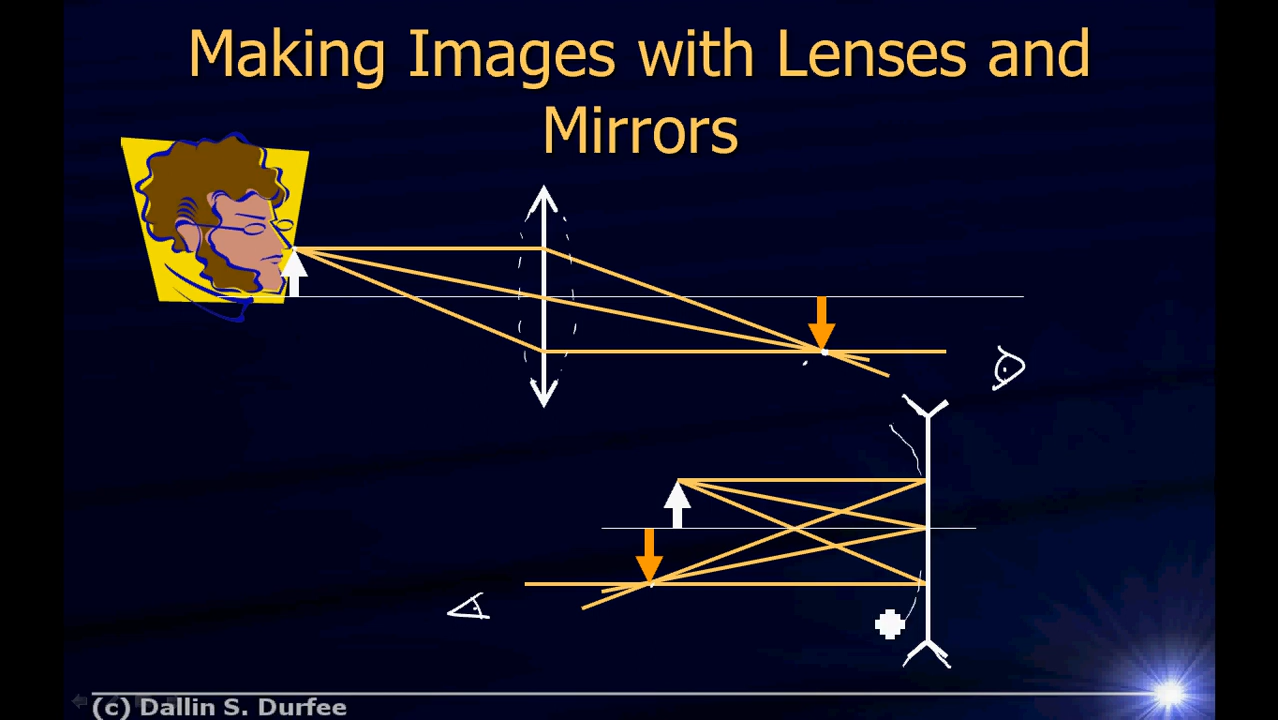 Making Images with Lenses and
Mirrors
(c) Dallin S. Durfee